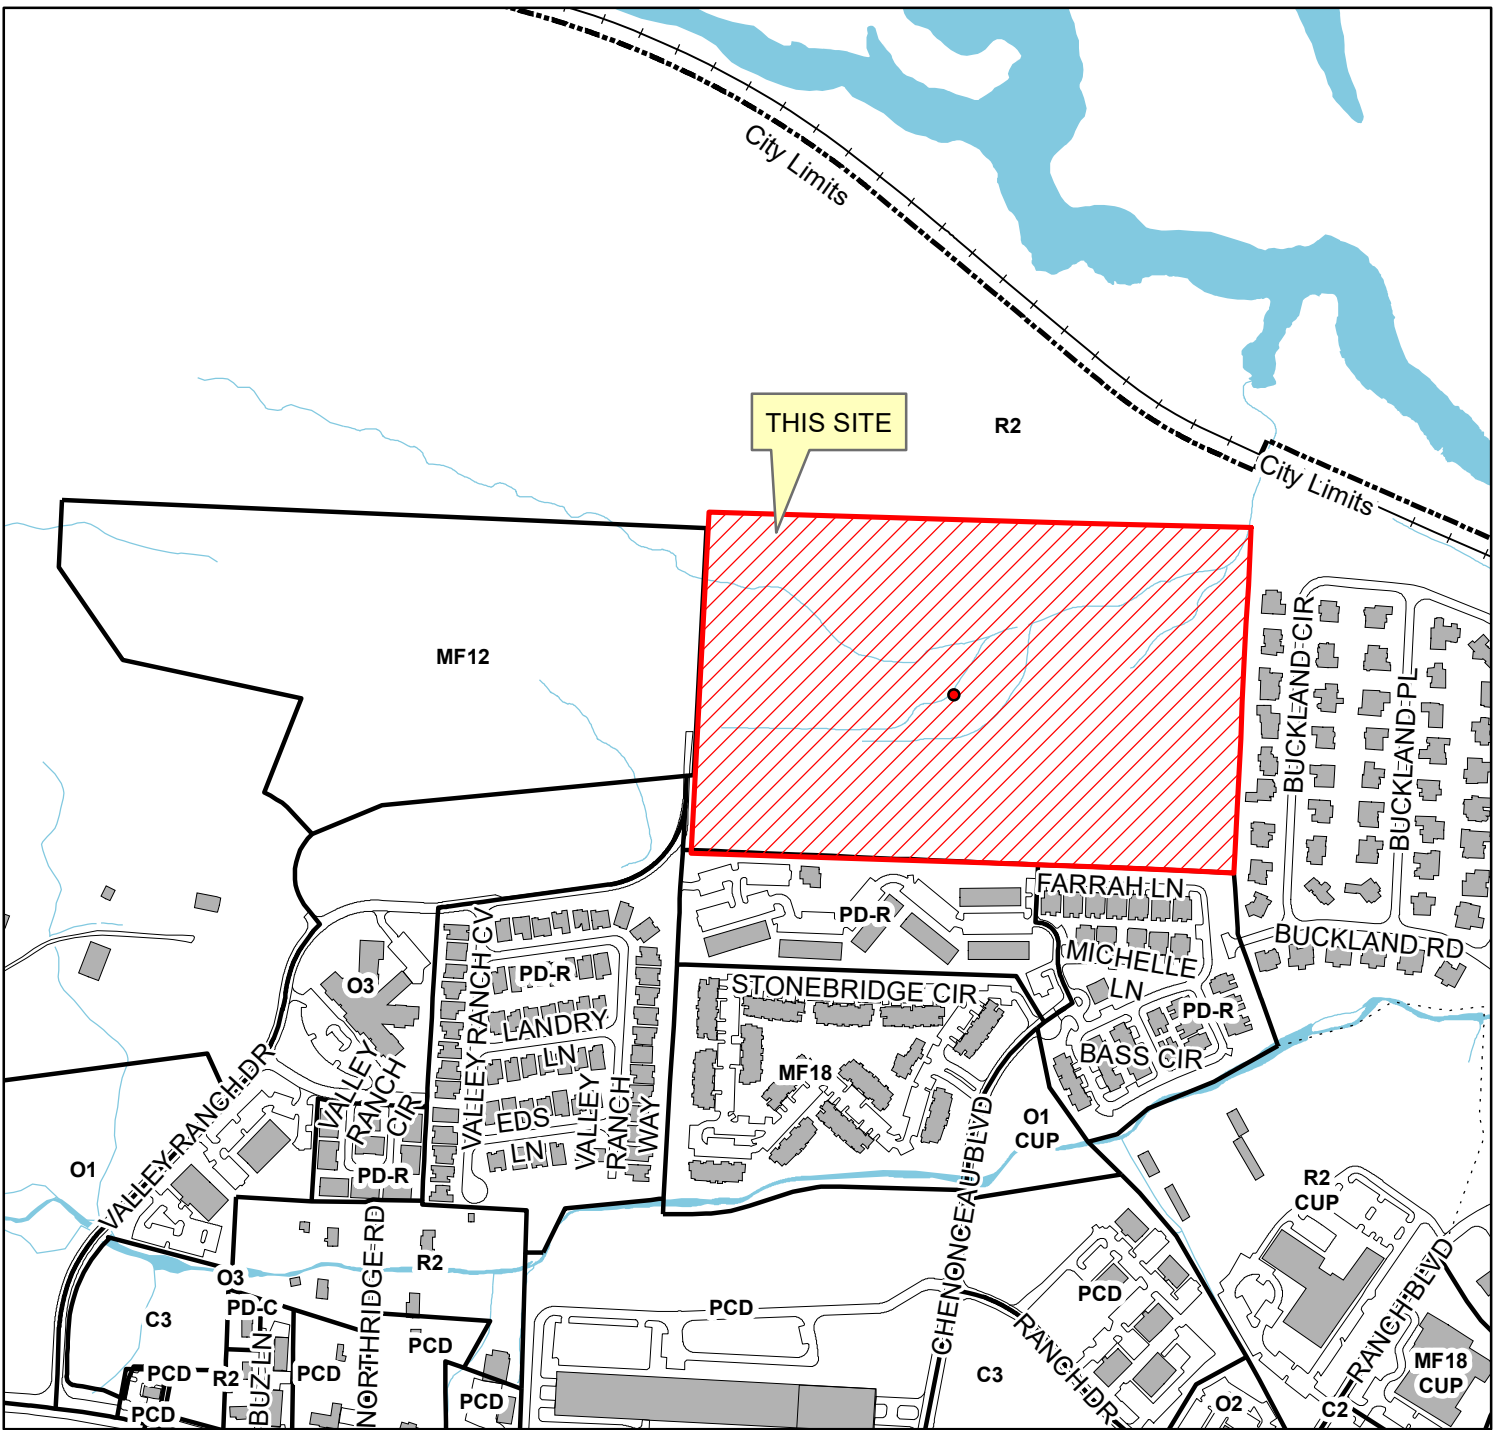 City Limits
THIS SITE
R2
City Limits
MF12
BUCKLAND CIR
BUCKLAND PL
FARRAH LN
PD-R
VALLEY RANCH CV
BUCKLAND RD
MICHELLE
LN
PD-R
O3
STONEBRIDGE CIR
PD-R
LANDRY
LN
BASS CIR
VALLEY RANCH DR
VALLEY
RANCH
CIR
MF18
VALLEY
RANCH
WAY
EDS
LN
CHENONCEAU BLVD
O1
CUP
O1
PD-R
R2
CUP
NORTHRIDGE RD
R2
O3
RANCH BLVD
PCD
PD-C
PCD
C3
RANCH DR
PCD
BUZ LN
PCD
R2
PCD
C3
MF18
CUP
PCD
PCD
O2
C2